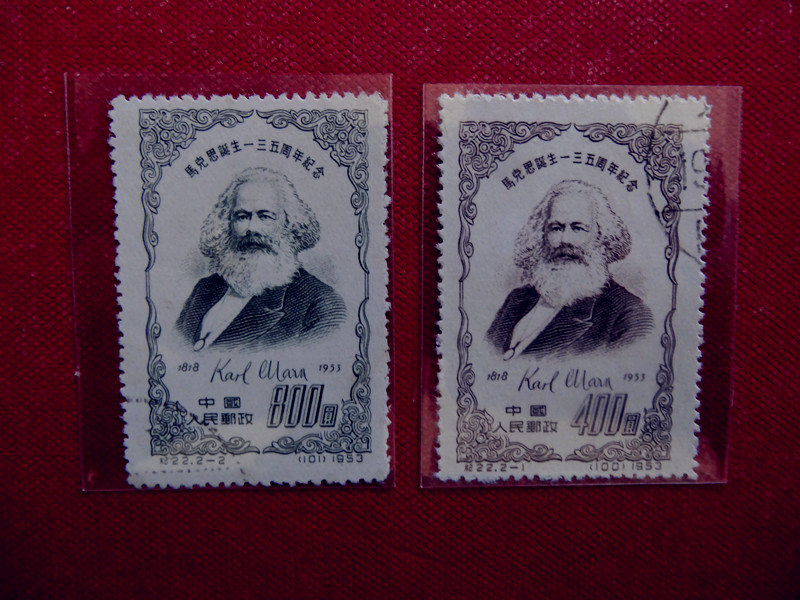 馬克思誕生一三五周年紀念
1818 Karl Marx 1953
中國
人民郵政
800圓
紀22.2-2 (101) 1953
馬克思誕生一三五周年紀念
1818 Karl Marx 1953
中國
人民郵政
400圓
紀22.2-1 (100) 1953